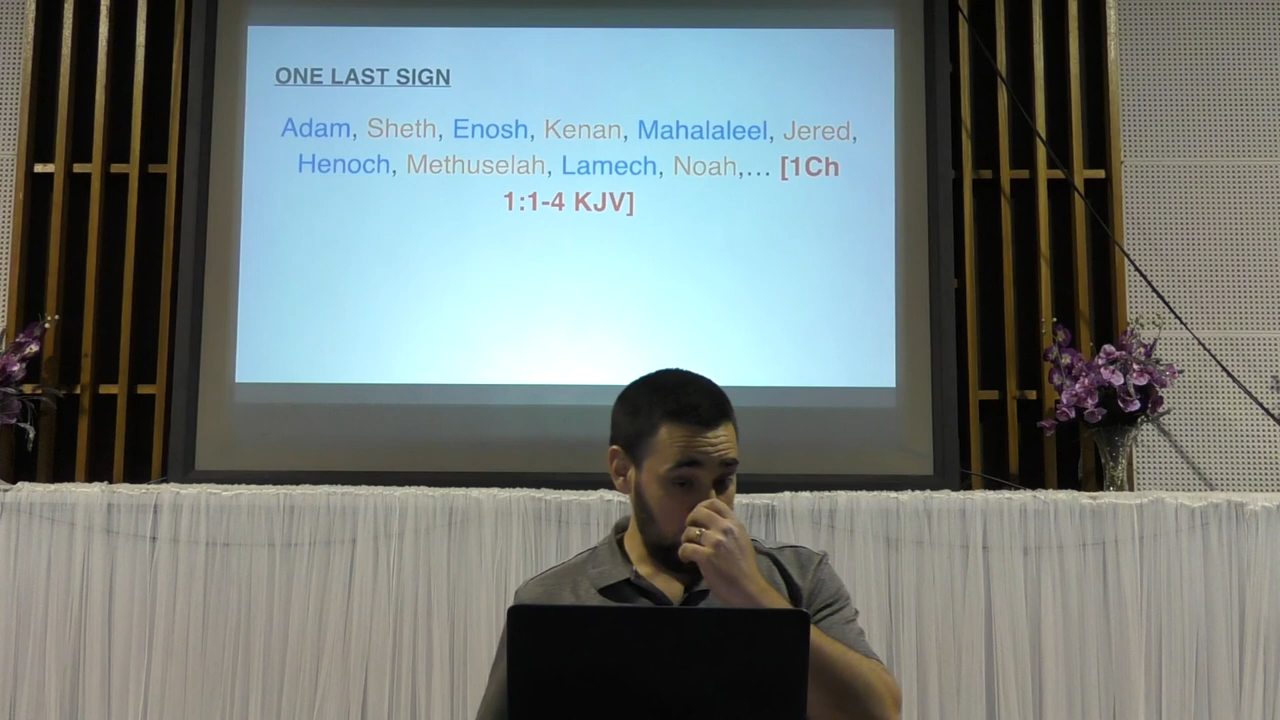 ONE LAST SIGN
Adam, Sheth, Enosh, Kenan, Mahalaleel, Jered,
Henoch, Methuselah, Lamech, Noah,... [1Ch
1:1-4 KJV]